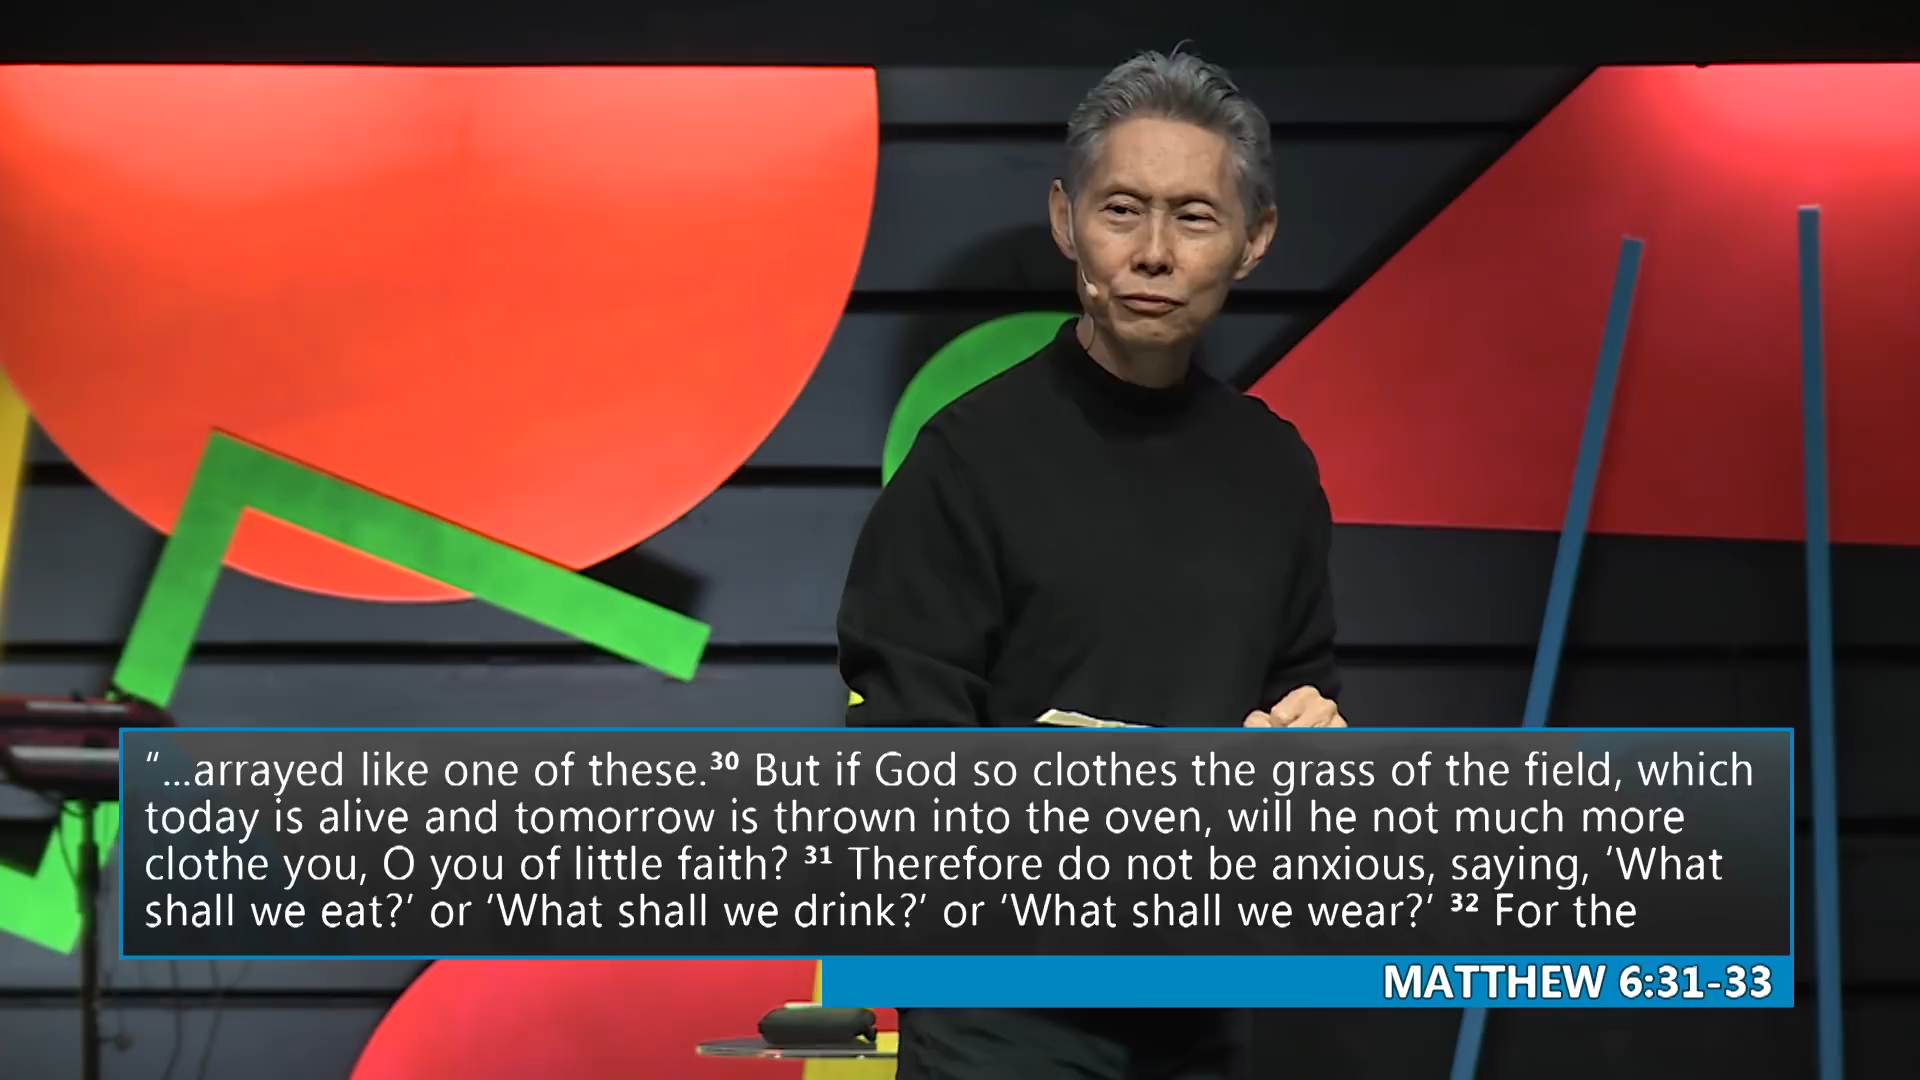 “...arrayed like one of these.³⁰ But if God so clothes the grass of the field, which
today is alive and tomorrow is thrown into the oven, will he not much more
clothe you, O you of little faith? ³¹ Therefore do not be anxious, saying, ‘What
shall we eat?’ or ‘What shall we drink?’ or ‘What shall we wear?’ ³² For the
MATTHEW 6:31-33